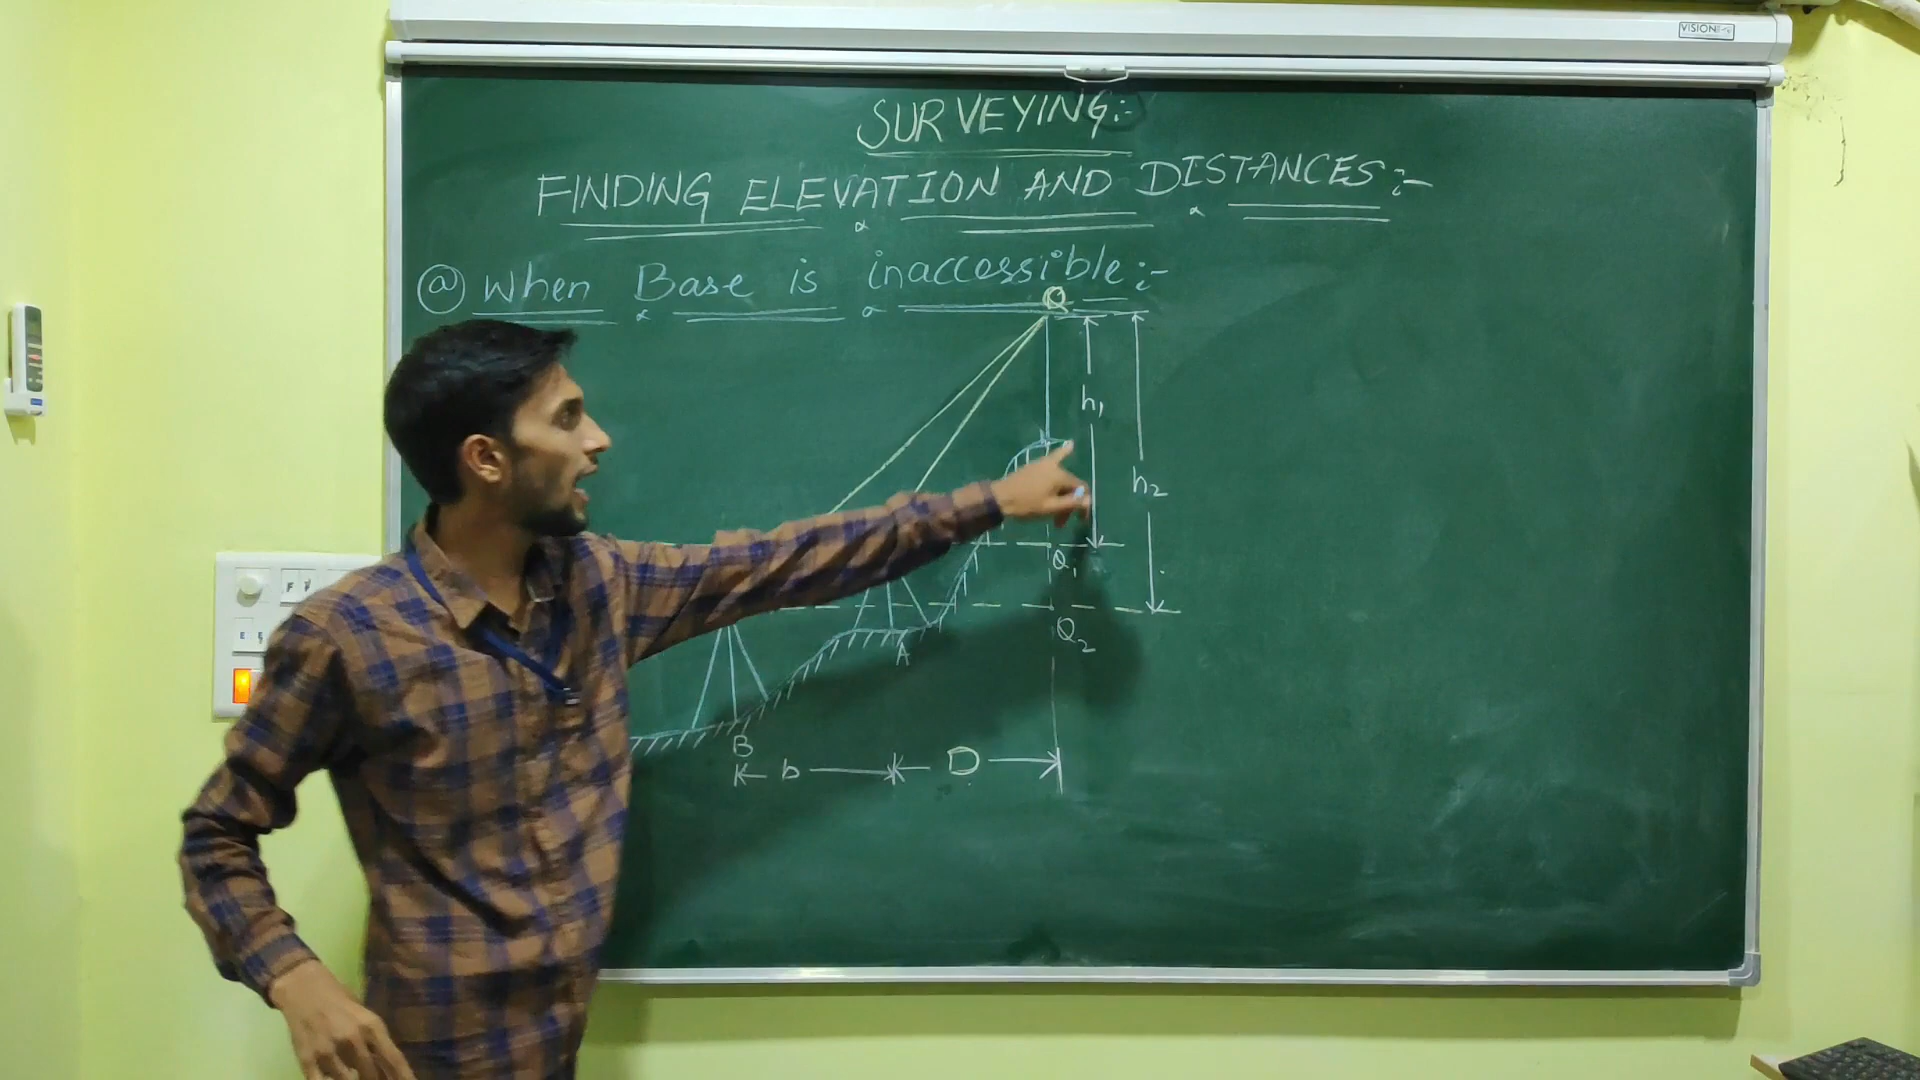 VISION
SURVEYING:-
FINDING ELEVATION AND DISTANCES:-
ⓐ When Base is inaccessible:-
Q
h1
h2
Q1
Q2
A
B
b D